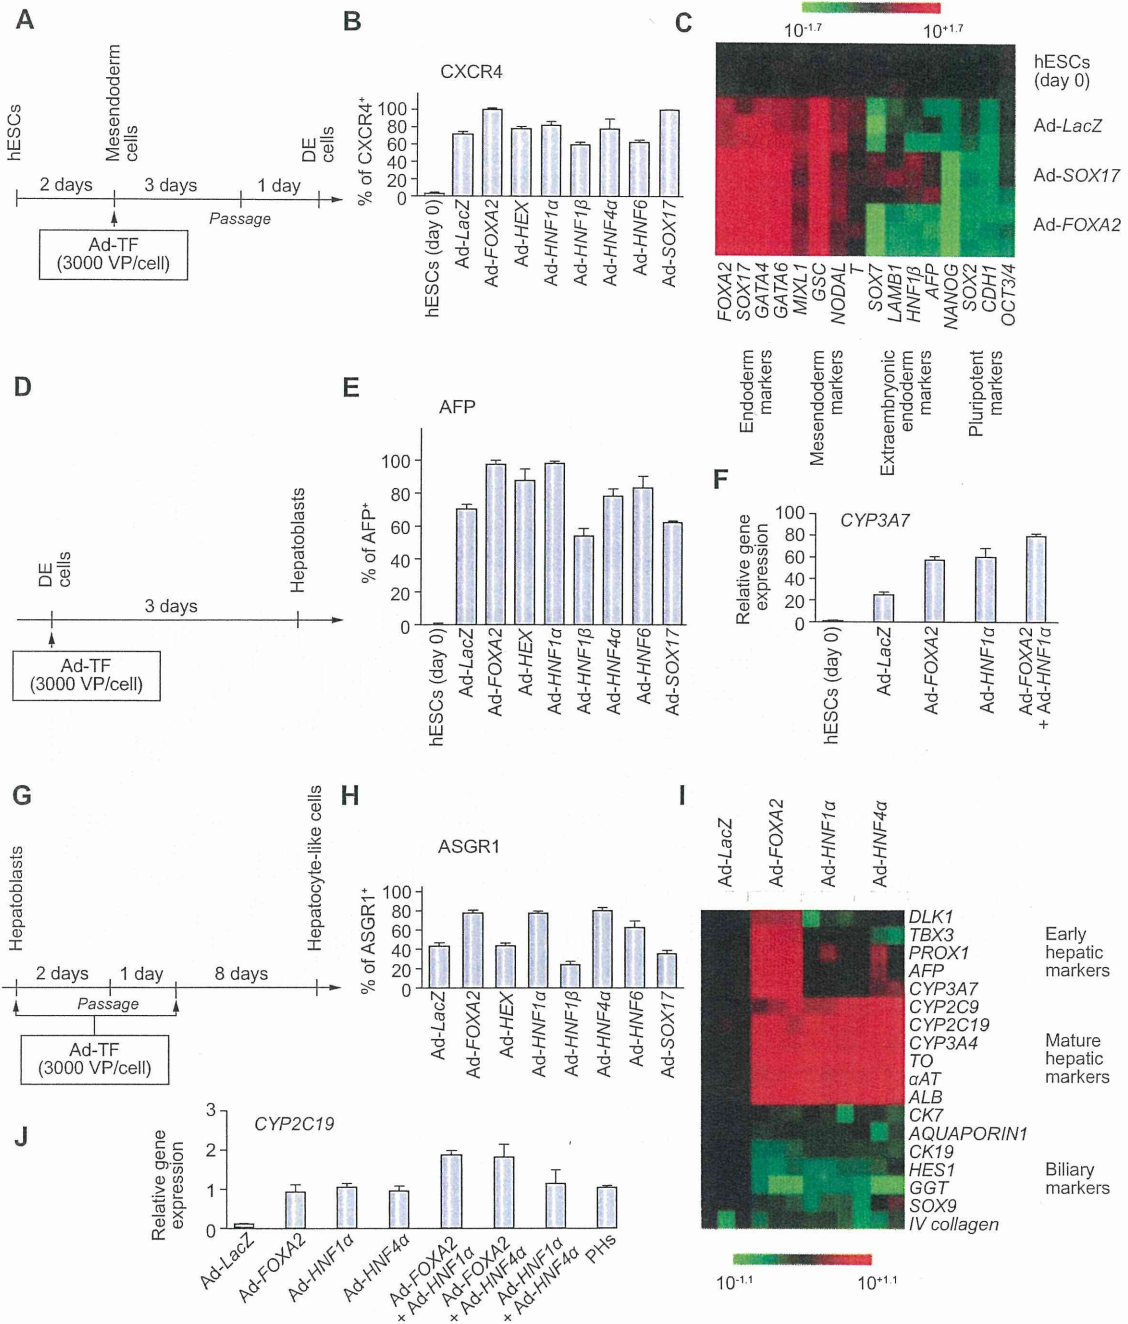 A
hESCs
Mesendoderm
cells
DE
cells
2 days
3 days
1 day
Passage
Ad-TF
(3000 VP/cell)
B
CXCR4
% of CXCR4+
100
80
60
40
20
0
hESCs (day 0)
Ad-LacZ
Ad-FOXA2
Ad-HEX
Ad-HNF1α
Ad-HNF1β
Ad-HNF4α
Ad-HNF6
Ad-SOX17
C
10-1.7
10+1.7
hESCs
(day 0)
Ad-LacZ
Ad-SOX17
Ad-FOXA2
FOXA2
SOX17
GATA4
GATA6
MIXL1
GSC
NODAL
T
SOX7
LAMB1
HNF1β
AFP
NANOG
SOX2
CDH1
OCT3/4
Endoderm
markers
Mesendoderm
markers
Extraembryonic
endoderm
markers
Pluripotent
markers
D
DE
cells
Hepatoblasts
3 days
Ad-TF
(3000 VP/cell)
E
AFP
% of AFP+
100
80
60
40
20
0
hESCs (day 0)
Ad-LacZ
Ad-FOXA2
Ad-HEX
Ad-HNF1α
Ad-HNF1β
Ad-HNF4α
Ad-HNF6
Ad-SOX17
F
CYP3A7
Relative gene
expression
100
80
60
40
20
0
hESCs (day 0)
Ad-LacZ
Ad-FOXA2
Ad-HNF1α
Ad-FOXA2
+ Ad-HNF1α
G
Hepatoblasts
Hepatocyte-like cells
2 days
1 day
8 days
Passage
Ad-TF
(3000 VP/cell)
H
ASGR1
% of ASGR1+
100
80
60
40
20
0
Ad-LacZ
Ad-FOXA2
Ad-HEX
Ad-HNF1α
Ad-HNF1β
Ad-HNF4α
Ad-HNF6
Ad-SOX17
I
Ad-LacZ
Ad-FOXA2
Ad-HNF1α
Ad-HNF4α
DLK1
TBX3
PROX1
AFP
CYP3A7
CYP2C9
CYP2C19
CYP3A4
TO
αAT
ALB
CK7
AQUAPORIN1
CK19
HES1
GGT
SOX9
IV collagen
Early
hepatic
markers
Mature
hepatic
markers
Biliary
markers
10-1.1
10+1.1
J
CYP2C19
Relative gene
expression
3
2
1
0
Ad-LacZ
Ad-FOXA2
Ad-HNF1α
Ad-HNF4α
Ad-FOXA2
+ Ad-HNF1α
Ad-FOXA2
+ Ad-HNF4α
Ad-HNF1α
+ Ad-HNF4α
PHs